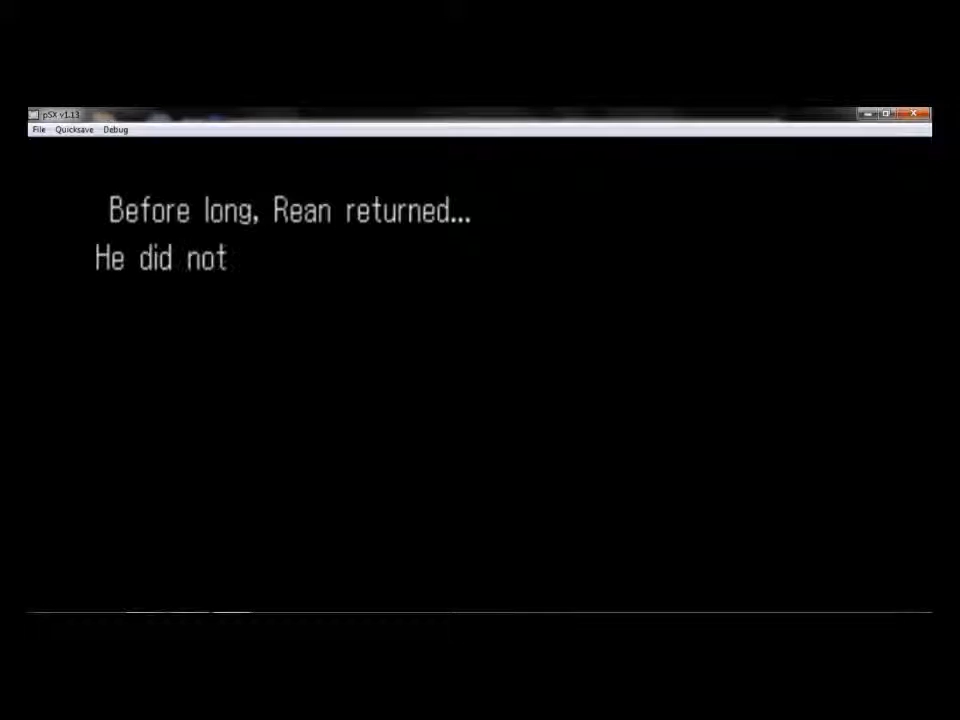 pSX v1.13
File Quicksave Debug
Before long, Rean returned...
He did not